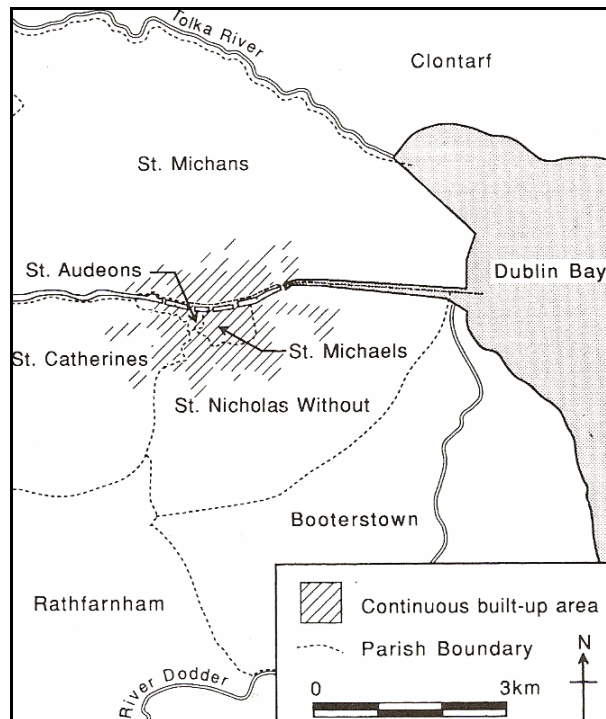 Tolka River
Clontarf
St. Michans
St. Audeons
Dublin Bay
St. Catherines
St. Michaels
St. Nicholas Without
Booterstown
Rathfarnham
Continuous built-up area
Parish Boundary
N
0 3km
River Dodder